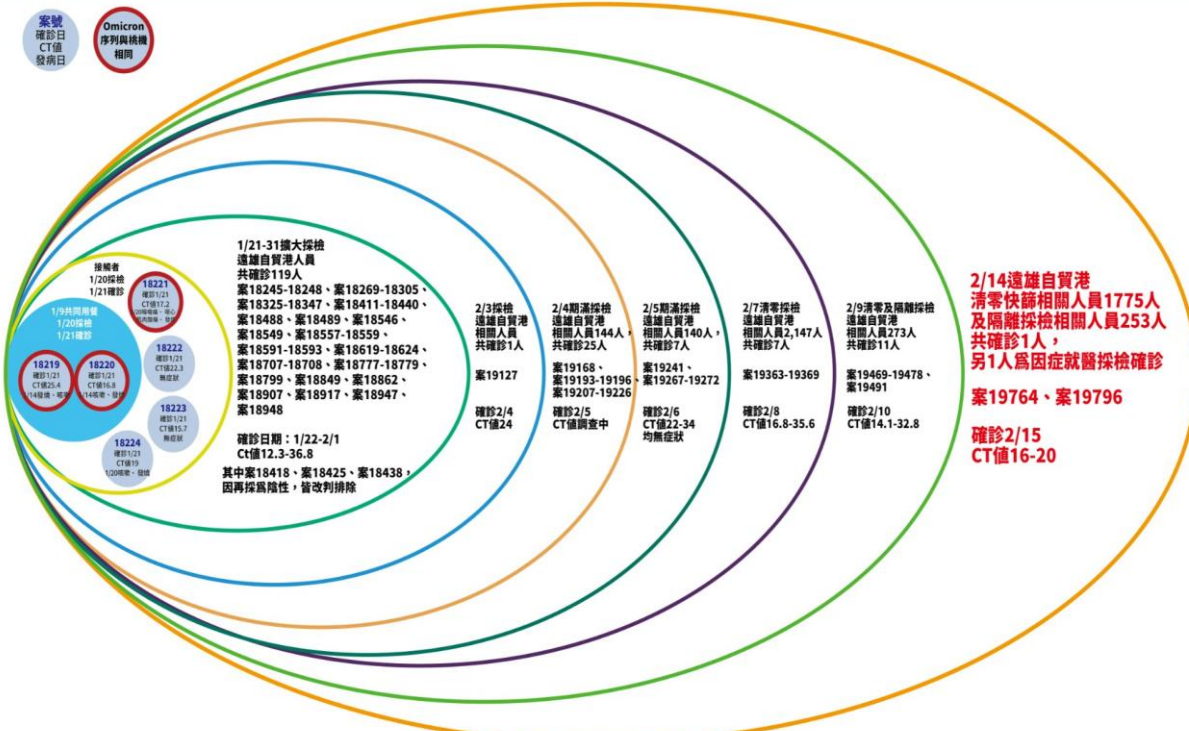 案號
確診日
CT值
發病日
Omicron
序列與桃機
相同
接觸者
1/20採檢
1/21確診
18221
確診1/21
CT值17.2
1/9共同用餐
1/20採檢
1/21確診
18219
確診1/21
CT值25.4
1/14發燒、咳嗽
18220
確診1/21
CT值16.8
1/14咳嗽、發燒
18222
確診1/21
CT值22.3
無症狀
18223
確診1/21
CT值15.7
無症狀
18224
確診1/21
CT值19
1/20咳嗽、發燒
1/21-31擴大採檢
遠雄自貿港人員
共確診119人
案18245-18248、案18269-18305、
案18325-18347、案18411-18440、
案18488、案18489、案18546、
案18549、案18557-18559、
案18591-18593、案18619-18624、
案18707-18708、案18777-18779、
案18799、案18849、案18862、
案18907、案18917、案18947、
案18948
確診日期：1/22-2/1
Ct值12.3-36.8
其中案18418、案18425、案18438，
因再採爲陰性，皆改判排除
2/3採檢
遠雄自貿港
相關人員
共確診1人
案19127
確診2/4
CT值24
2/4期滿採檢
遠雄自貿港
相關人員144人，
共確診25人
案19168、
案19193-19196、
案19207-19226
確診2/5
CT值調查中
2/5期滿採檢
遠雄自貿港
相關人員140人，
共確診7人
案19241、
案19267-19272
確診2/6
CT值22-34
均無症狀
2/7清零採檢
遠雄自貿港
相關人員2,147人
共確診7人
案19363-19369
確診2/8
CT值16.8-35.6
2/9清零及隔離採檢
遠雄自貿港
相關人員273人
共確診11人
案19469-19478、
案19491
確診2/10
CT值14.1-32.8
2/14遠雄自貿港
清零快篩相關人員1775人
及隔離採檢相關人員253人
共確診1人，
另1人爲因症就醫採檢確診
案19764、案19796
確診2/15
CT值16-20